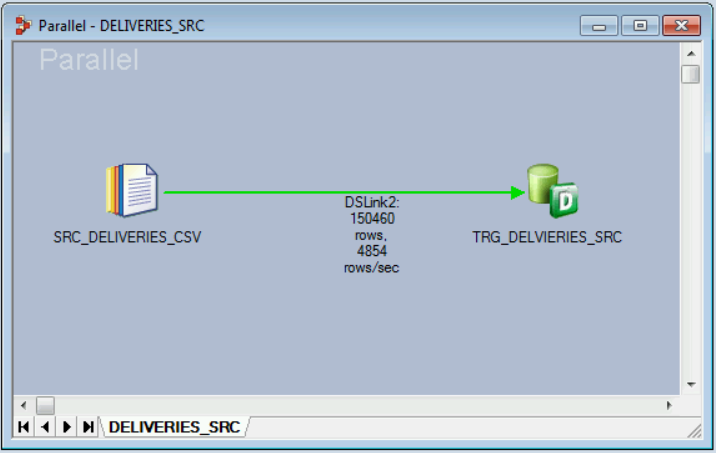 Parallel - DELIVERIES_SRC
Parallel
SRC_DELIVERIES_CSV
DSLink2:
150460
rows,
4854
rows/sec
TRG_DELVIERIES_SRC
D
DELIVERIES_SRC